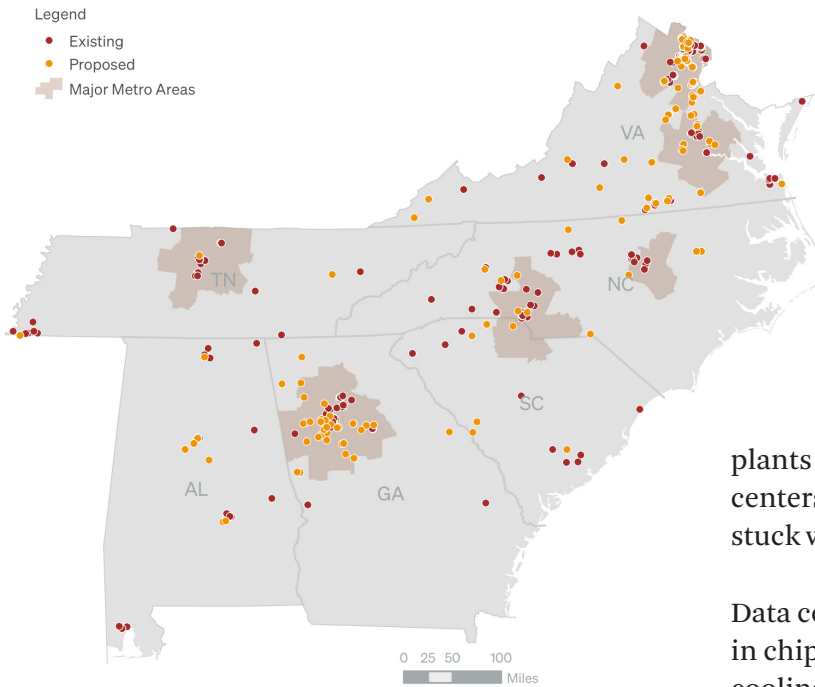 Legend
Existing
Proposed
Major Metro Areas
VA
TN
NC
SC
AL
GA
plants
centers
stuck
Data
in chip
cooling
0 25 50 100
Miles